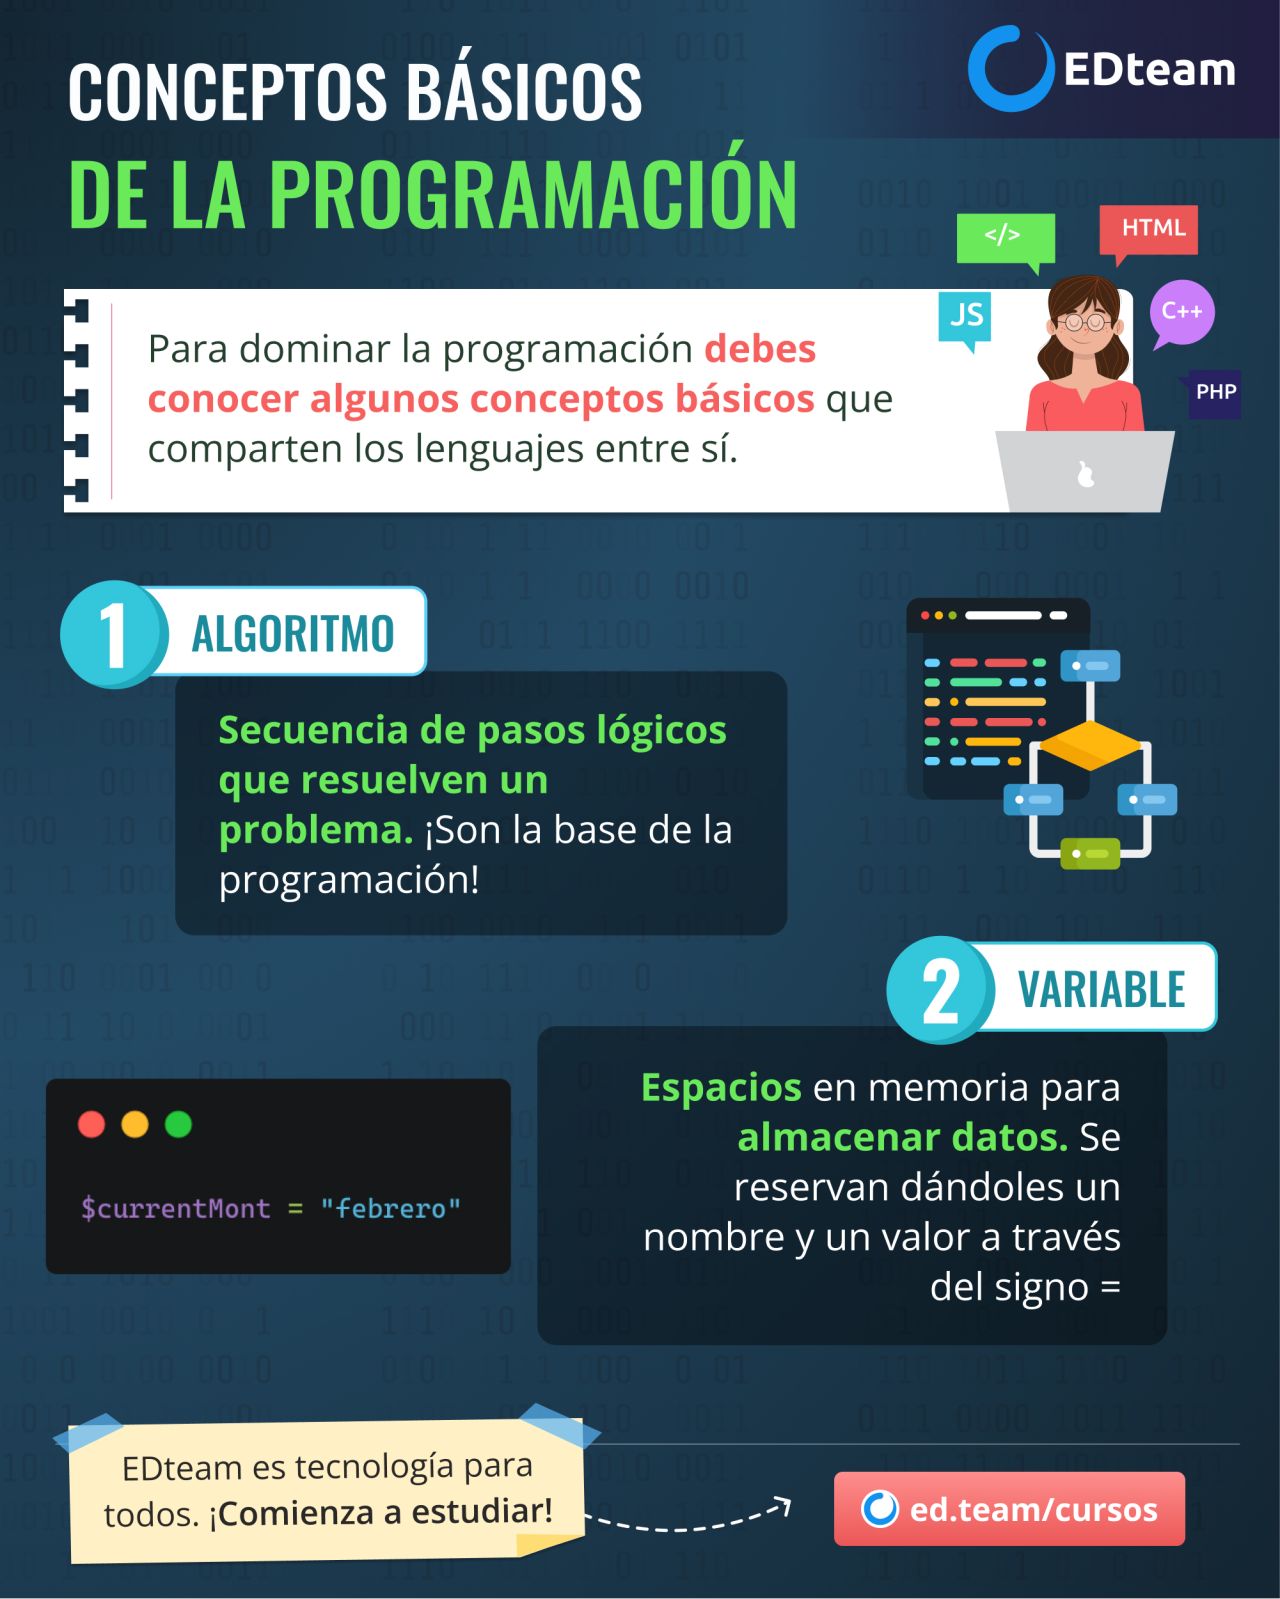 CONCEPTOS BÁSICOS
DE LA PROGRAMACIÓN
EDteam
</>
HTML
JS
C++
PHP
Para dominar la programación debes
conocer algunos conceptos básicos que
comparten los lenguajes entre sí.
1
ALGORITMO
Secuencia de pasos lógicos
que resuelven un
problema. ¡Son la base de la
programación!
2
VARIABLE
Espacios en memoria para
almacenar datos. Se
reservan dándoles un
nombre y un valor a través
del signo =
$currentMont = "febrero"
EDteam es tecnología para
todos. ¡Comienza a estudiar!
ed.team/cursos